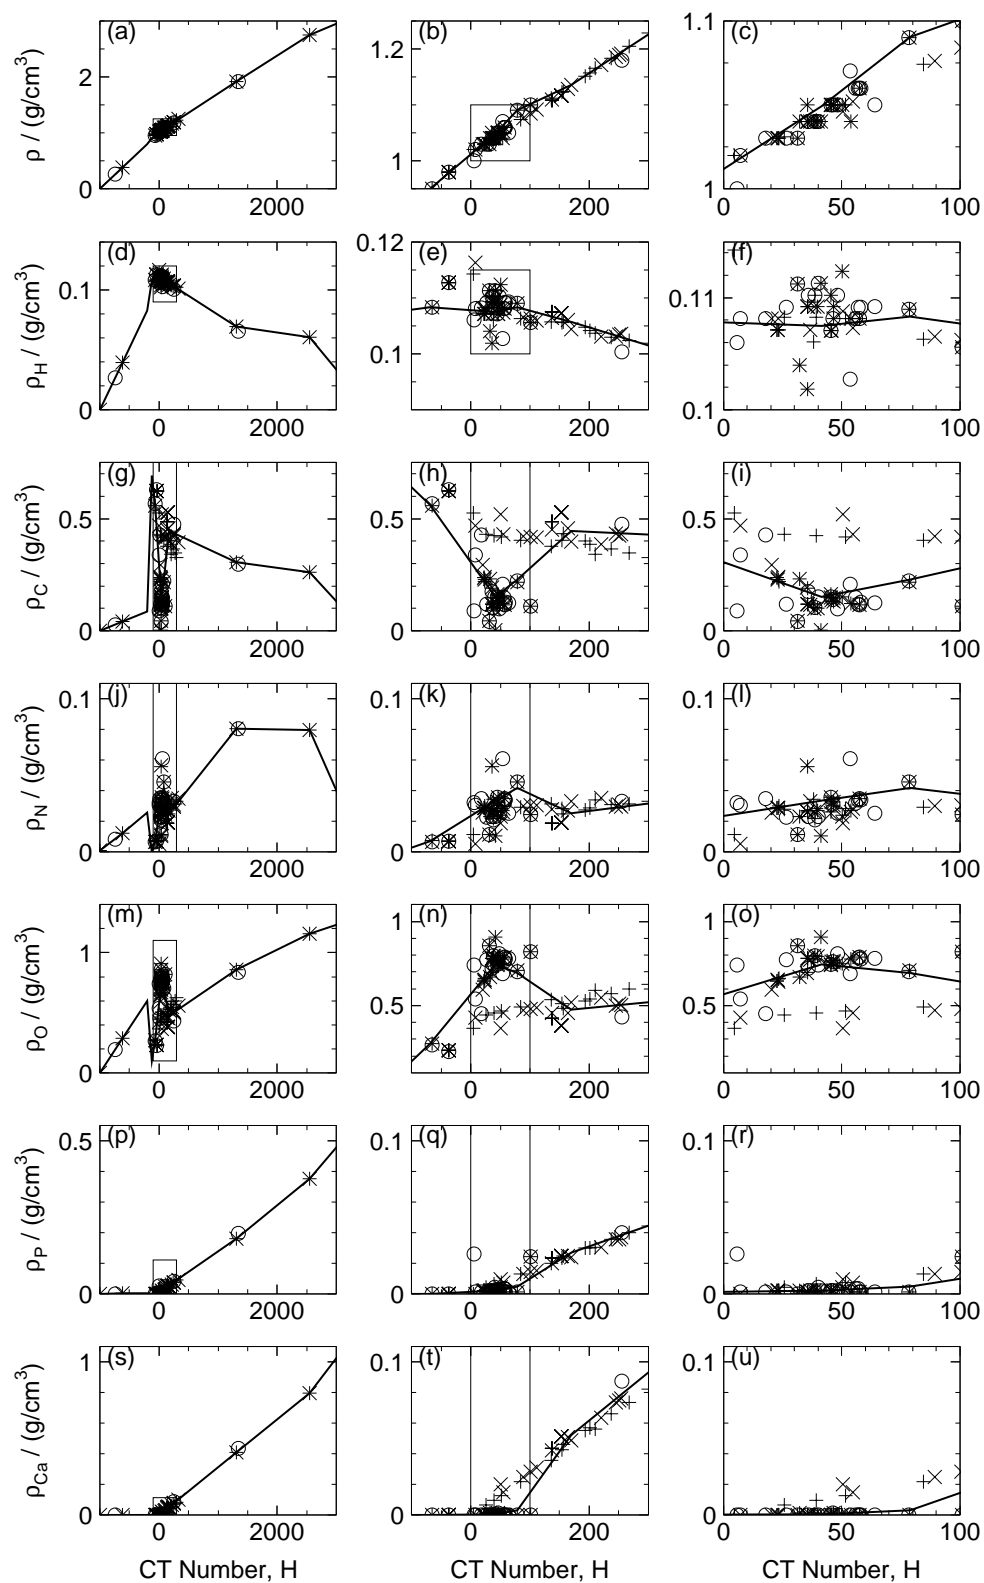 (a) (b) (c)
ρ / (g/cm³)
2 1.2 1.1
0 1 1
0 2000 0 200 0 50 100
(d) (e) (f)
ρH / (g/cm³)
0.1 0.12 0.11
0 0.1 0.1
0 2000 0 200 0 50 100
(g) (h) (i)
ρC / (g/cm³)
0.5 0.5 0.5
0 0 0
0 2000 0 200 0 50 100
(j) (k) (l)
ρN / (g/cm³)
0.1 0.1 0.1
0 0 0
0 2000 0 200 0 50 100
(m) (n) (o)
ρO / (g/cm³)
1 1 1
0 0.5 0.5
0 2000 0 200 0 50 100
(p) (q) (r)
ρP / (g/cm³)
0.5 0.1 0.1
0 0 0
0 2000 0 200 0 50 100
(s) (t) (u)
ρCa / (g/cm³)
1 0.1 0.1
0 0 0
0 2000 0 200 0 50 100
CT Number, H CT Number, H CT Number, H